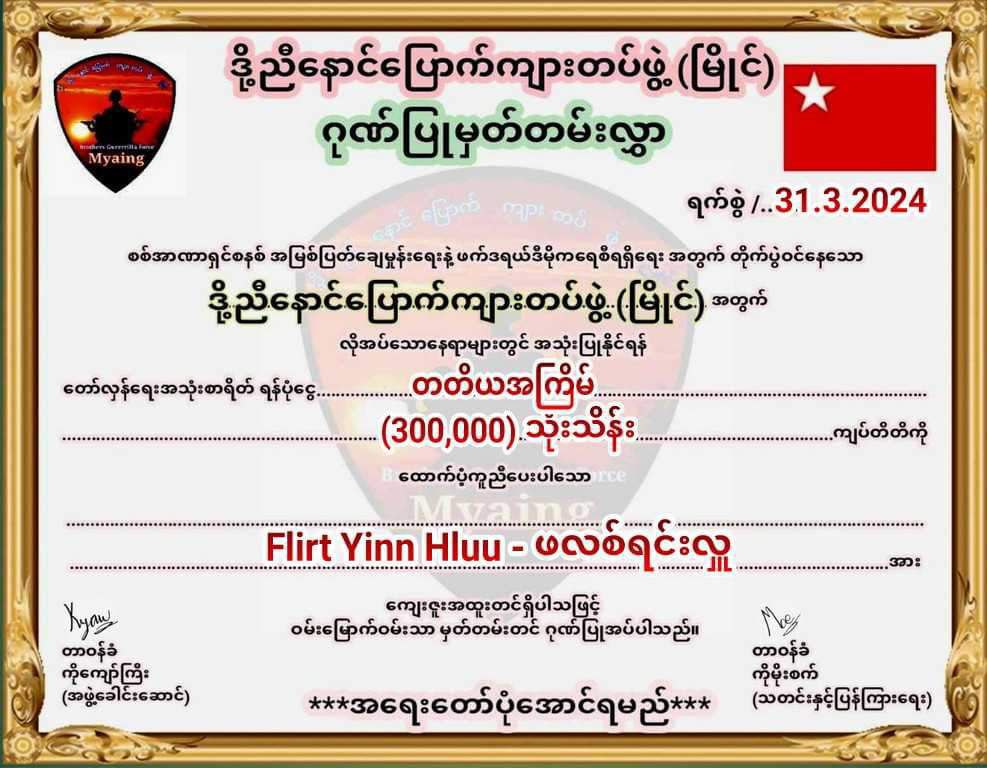 ဒို့ညီနောင်ပြောက်ကျားတပ်ဖွဲ့ (မြိုင်)
ဂုဏ်ပြုမှတ်တမ်းလွှာ
Brothers Guerrerilla Force
Myaing
ရက်စွဲ /..31.3.2024
စစ်အာဏာရှင်စနစ် အမြစ်ပြတ်ချေမှုန်းရေးနဲ့ ဖက်ဒရယ်ဒီမိုကရေစီရရှိရေး အတွက် တိုက်ပွဲဝင်နေသော
ဒို့ညီနောင်ပြောက်ကျားတပ်ဖွဲ့ (မြိုင်) အတွက်
လိုအပ်သောနေရာများတွင် အသုံးပြုနိုင်ရန်
တော်လှန်ရေးအသုံးစာရိတ် ရန်ပုံငွေ တတိယအကြိမ်
(300,000) သုံးသိန်း ကျပ်တိတိကို
ထောက်ပံ့ကူညီပေးပါသော
Myaing
Flirt Yinn Hluu - ဖလစ်ရင်းလှူ အား
ကျေးဇူးအထူးတင်ရှိပါသဖြင့်
ဝမ်းမြောက်ဝမ်းသာ မှတ်တမ်းတင် ဂုဏ်ပြုအပ်ပါသည်။
Kyaw
တာဝန်ခံ
ကိုကျော်ကြီး
(အဖွဲ့ခေါင်းဆောင်)
Moe
တာဝန်ခံ
ကိုမိုးစက်
(သတင်းနှင့်ပြန်ကြားရေး)
***အရေးတော်ပုံအောင်ရမည်***